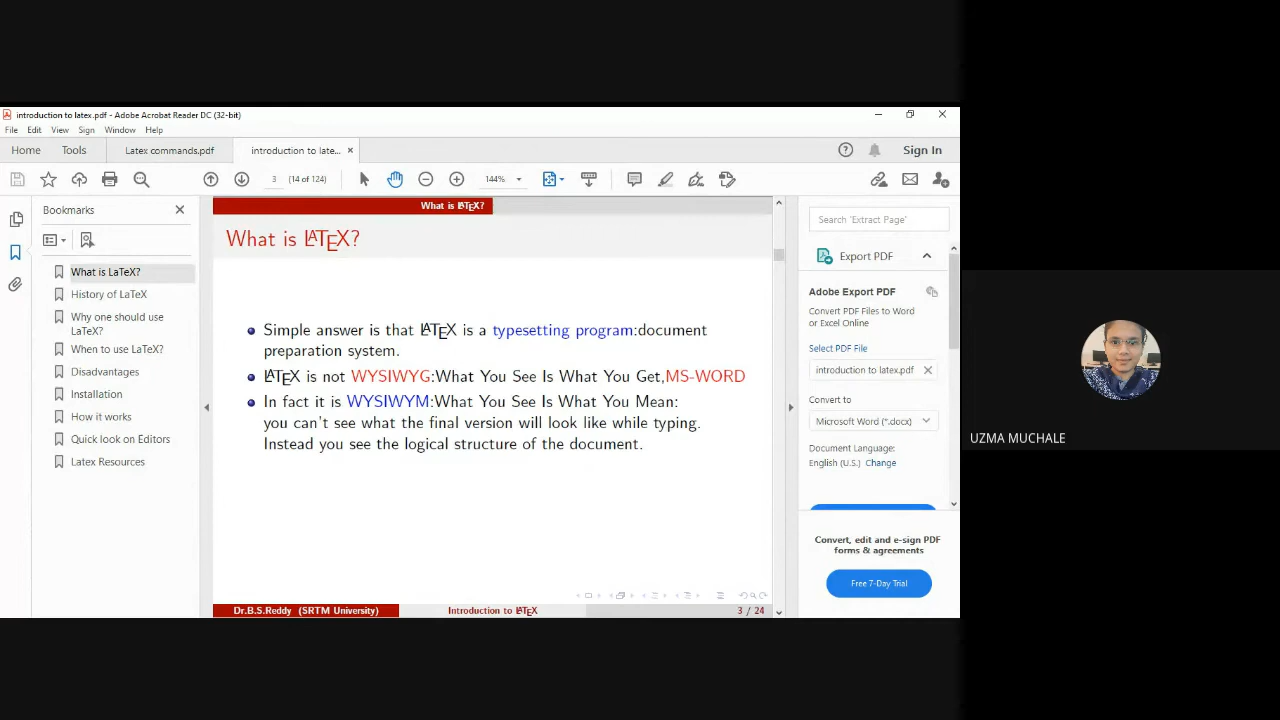 introduction to latex.pdf - Adobe Acrobat Reader DC (32-bit)
File Edit View Sign Window Help
Home Tools Latex commands.pdf introduction to late... × Sign In
3 (14 of 124) 144%
Bookmarks
What is LaTeX?
History of LaTeX
Why one should use
LaTeX?
When to use LaTeX?
Disadvantages
Installation
How it works
Quick look on Editors
Latex Resources
What is LATEX?
What is LATEX?
Simple answer is that LATEX is a typesetting program:document
preparation system.
LATEX is not WYSIWYG:What You See Is What You Get,MS-WORD
In fact it is WYSIWYM:What You See Is What You Mean:
you can't see what the final version will look like while typing.
Instead you see the logical structure of the document.
Dr.B.S.Reddy (SRTM University) Introduction to LATEX 3 / 24
Search 'Extract Page'
Export PDF
Adobe Export PDF
Convert PDF Files to Word
or Excel Online
Select PDF File
introduction to latex.pdf
Convert to
Microsoft Word (*.docx)
Document Language:
English (U.S.) Change
Convert, edit and e-sign PDF
forms & agreements
Free 7-Day Trial
UZMA MUCHALE